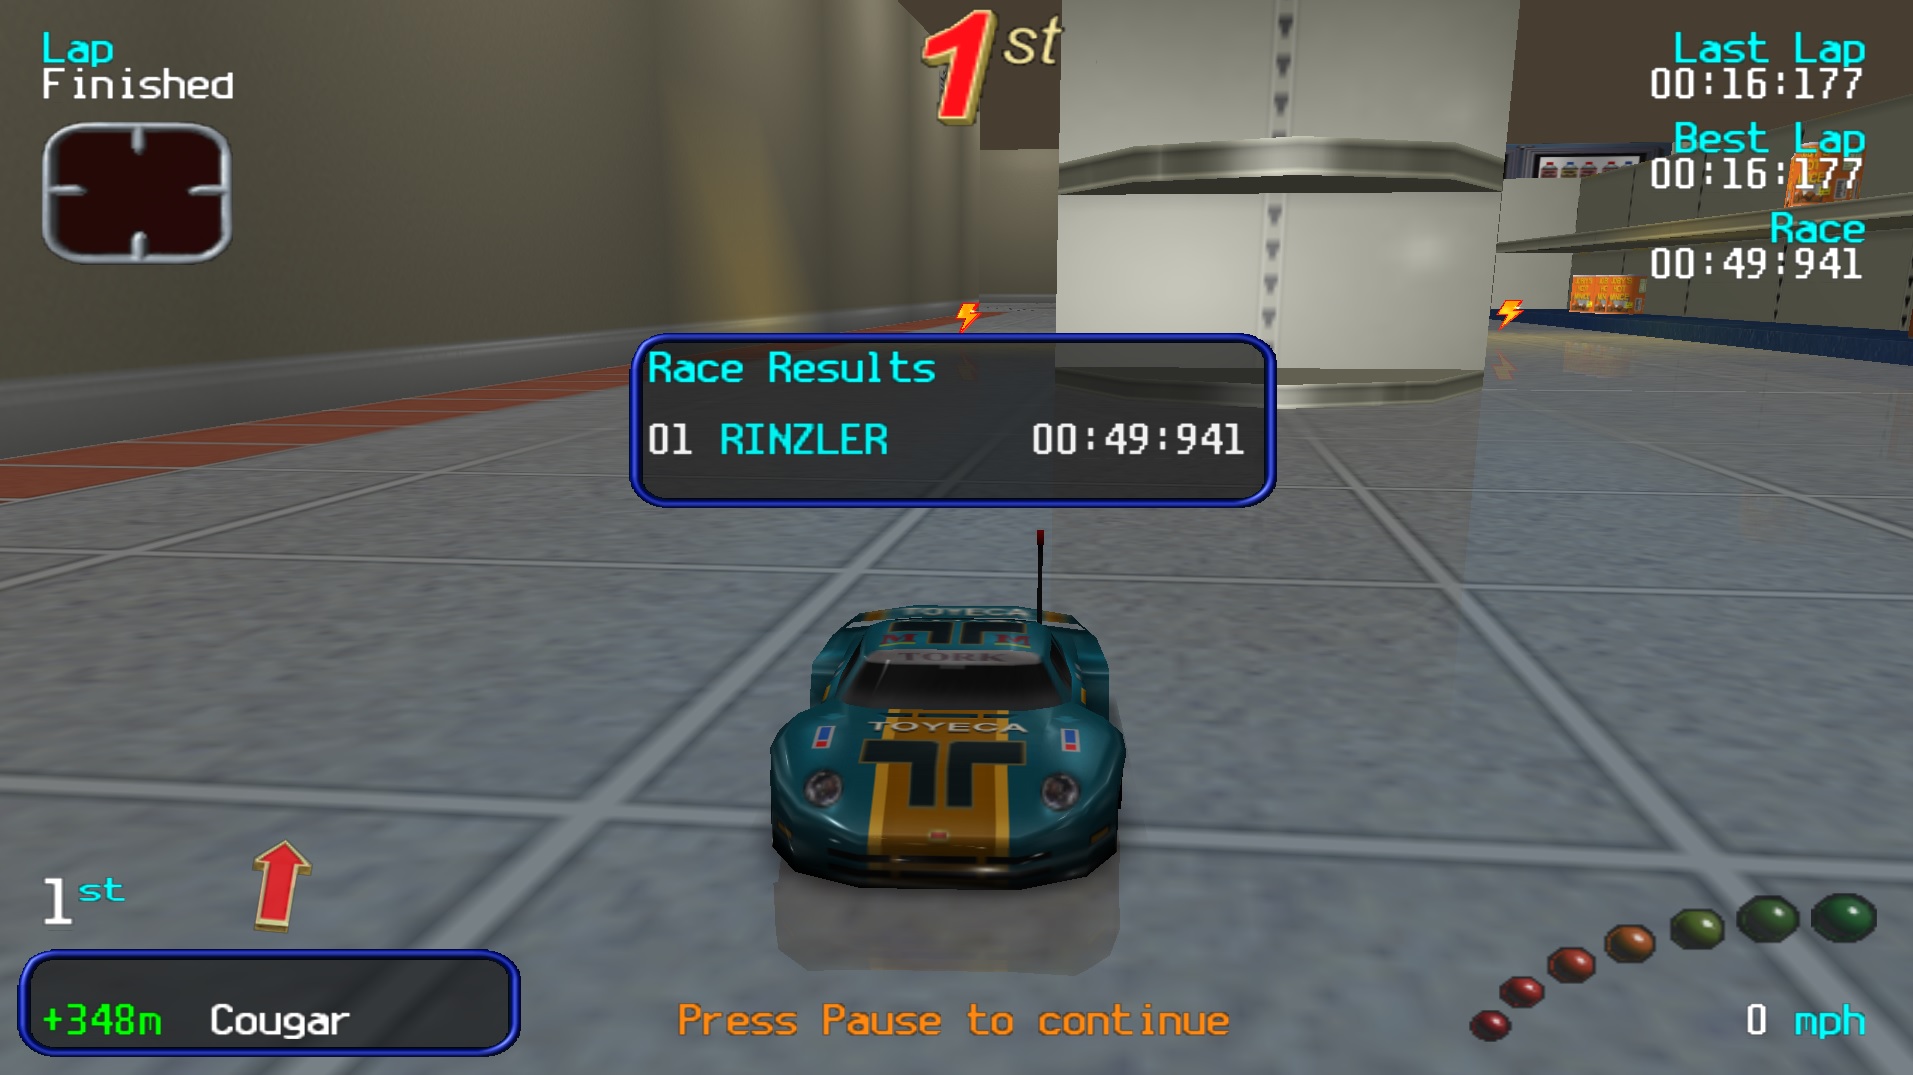 Lap
Finished
1st
Last Lap
00:16:177
Best Lap
00:16:177
Race
00:49:941
Race Results
01 RINZLER 00:49:941
TOYECA
M M
TORK
TOYECA
1st
+348m Cougar
Press Pause to continue
0 mph